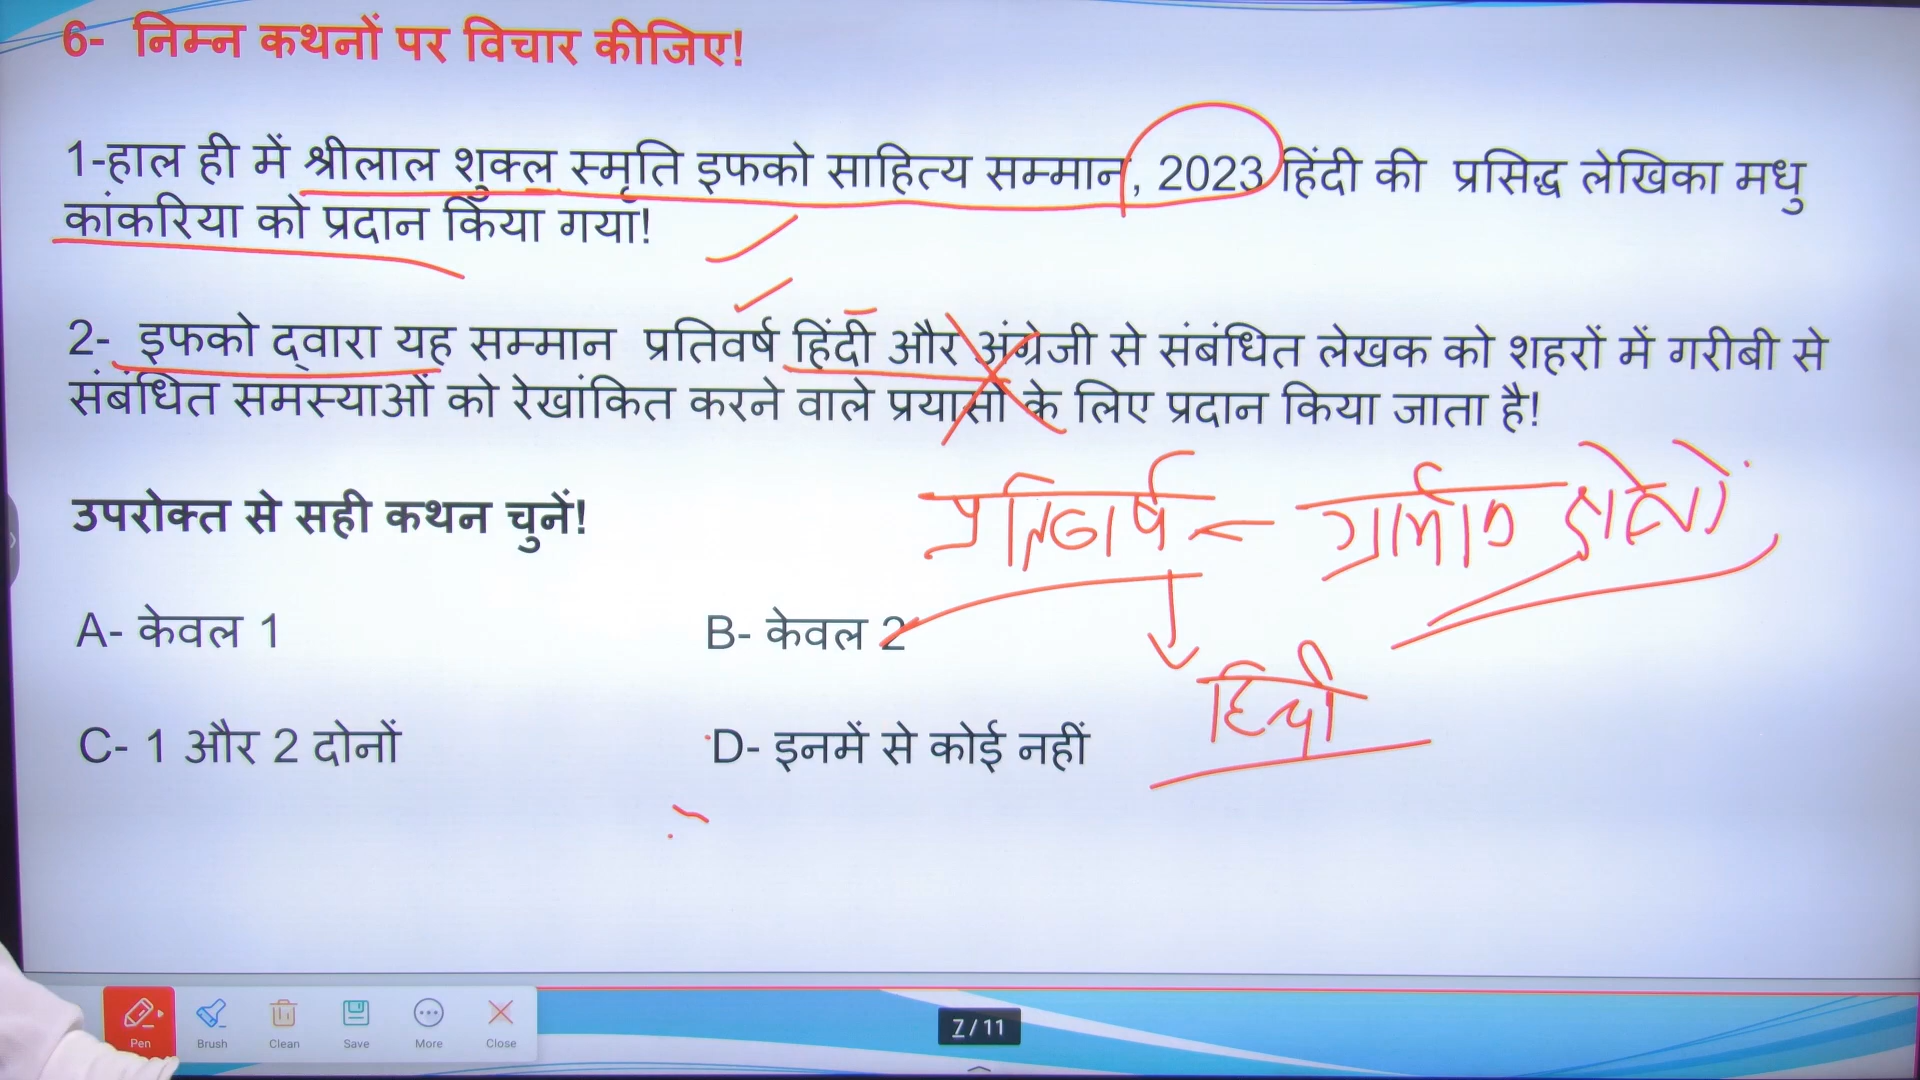 6- निम्न कथनों पर विचार कीजिए!
1-हाल ही में श्रीलाल शुक्ल स्मृति इफको साहित्य सम्मान, 2023 हिंदी की प्रसिद्ध लेखिका मधु
कांकरिया को प्रदान किया गया!
2- इफको द्वारा यह सम्मान प्रतिवर्ष हिंदी और अंग्रेजी से संबंधित लेखक को शहरों में गरीबी से
संबंधित समस्याओं को रेखांकित करने वाले प्रयासों के लिए प्रदान किया जाता है!
उपरोक्त से सही कथन चुनें!
प्रतिवर्ष -
A- केवल 1 B- केवल 2
हिंदी
C- 1 और 2 दोनों D- इनमें से कोई नहीं
Pen Brush Clean Save More Close
7/11